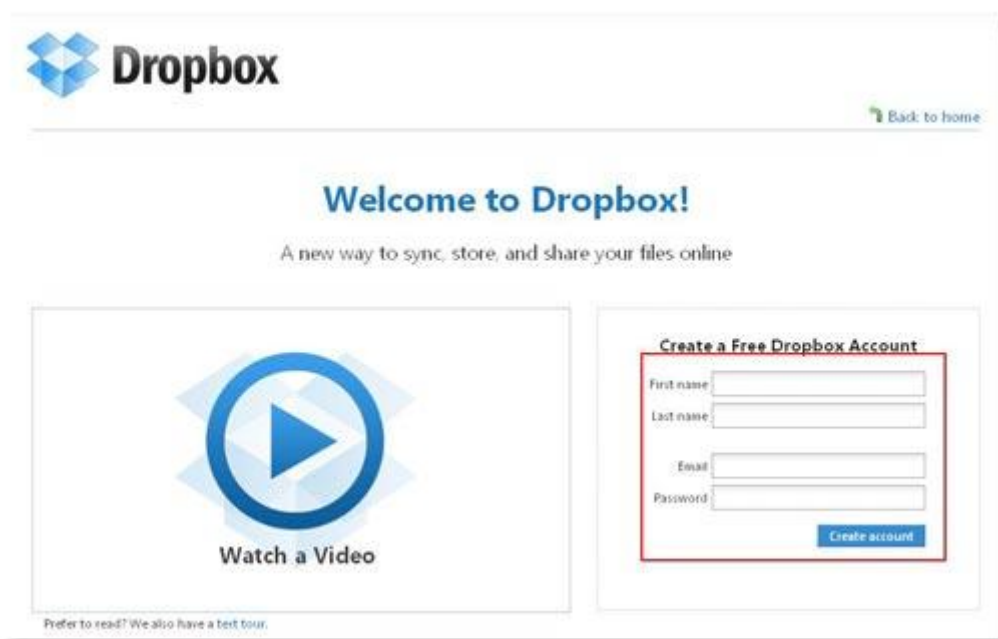 Dropbox
Back to home
Welcome to Dropbox!
A new way to sync, store, and share your files online
Watch a Video
Prefer to read? We also have a text tour.
Create a Free Dropbox Account
First name
Last name
Email
Password
Create account